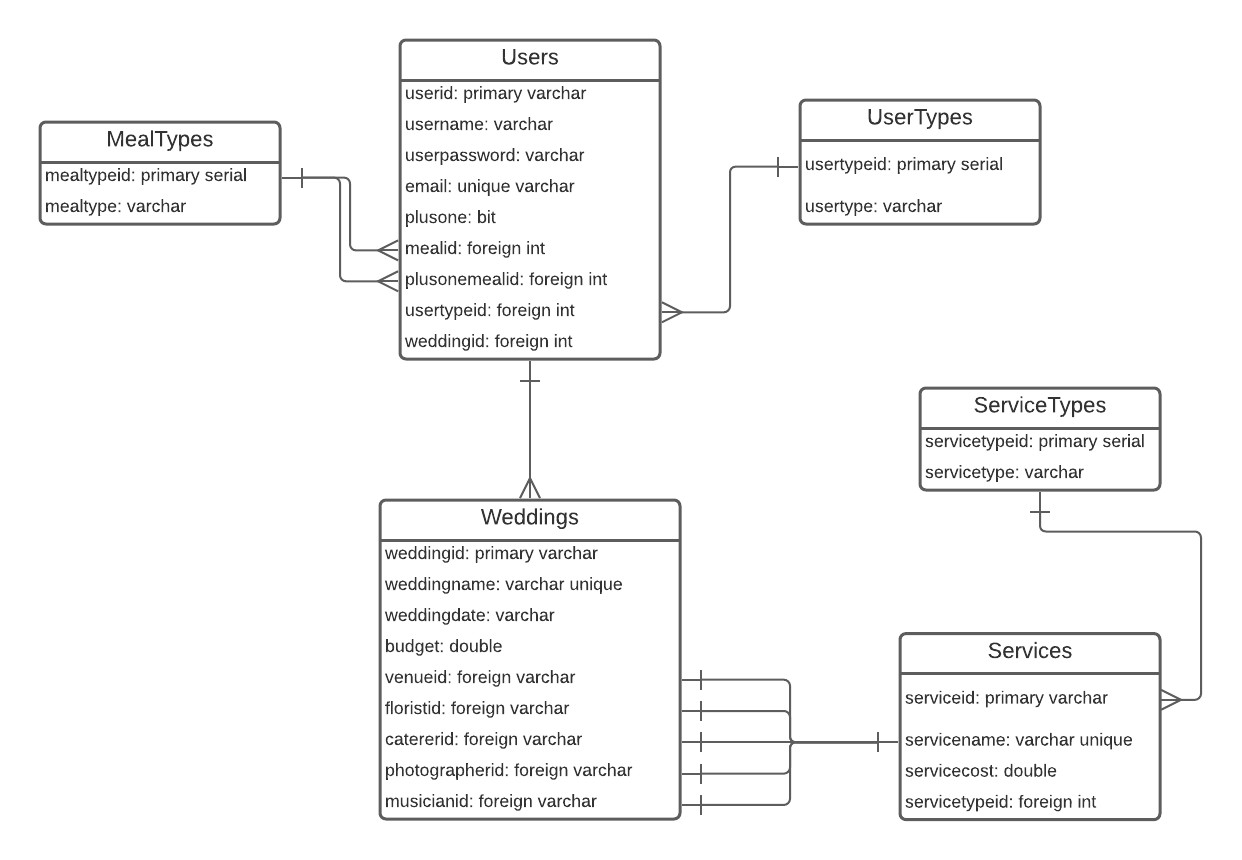 Users
userid: primary varchar
username: varchar
userpassword: varchar
email: unique varchar
plusone: bit
mealid: foreign int
plusonemealid: foreign int
usertypeid: foreign int
weddingid: foreign int
MealTypes
mealtypeid: primary serial
mealtype: varchar
UserTypes
usertypeid: primary serial
usertype: varchar
ServiceTypes
servicetypeid: primary serial
servicetype: varchar
Weddings
weddingid: primary varchar
weddingname: varchar unique
weddingdate: varchar
budget: double
venueid: foreign varchar
floristid: foreign varchar
catererid: foreign varchar
photographerid: foreign varchar
musicianid: foreign varchar
Services
serviceid: primary varchar
servicename: varchar unique
servicecost: double
servicetypeid: foreign int